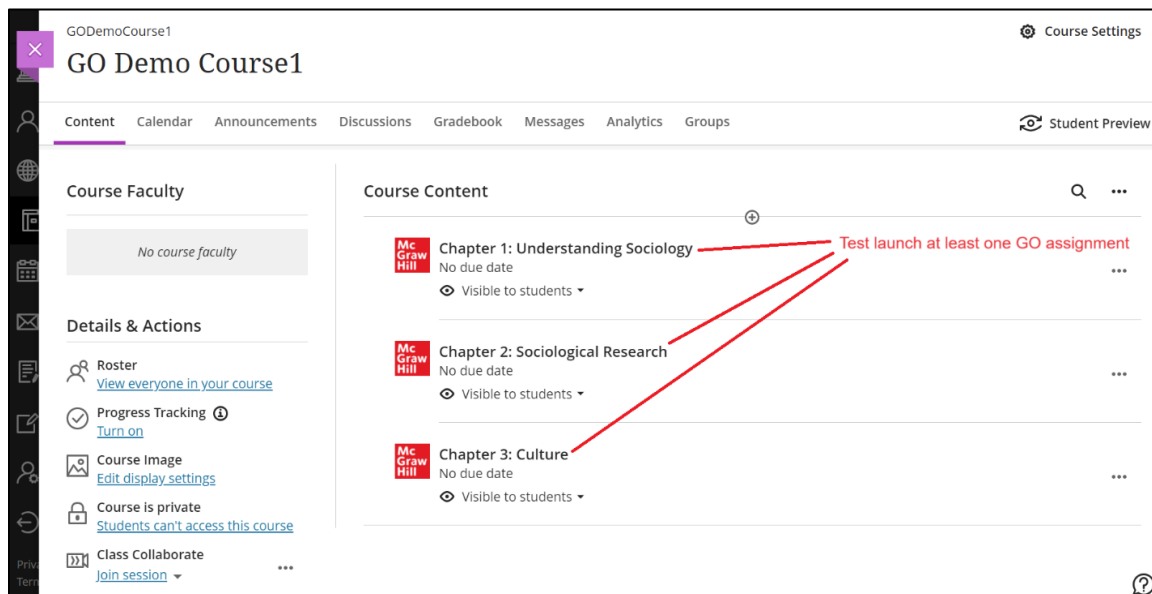 GODemoCourse1
GO Demo Course1
Course Settings
Content Calendar Announcements Discussions Gradebook Messages Analytics Groups
Student Preview
Course Faculty
No course faculty
Details & Actions
Roster
View everyone in your course
Progress Tracking
Turn on
Course Image
Edit display settings
Course is private
Students can't access this course
Class Collaborate
Join session
Course Content
Mc Graw Hill
Chapter 1: Understanding Sociology
No due date
Visible to students
Test launch at least one GO assignment
Mc Graw Hill
Chapter 2: Sociological Research
No due date
Visible to students
Mc Graw Hill
Chapter 3: Culture
No due date
Visible to students